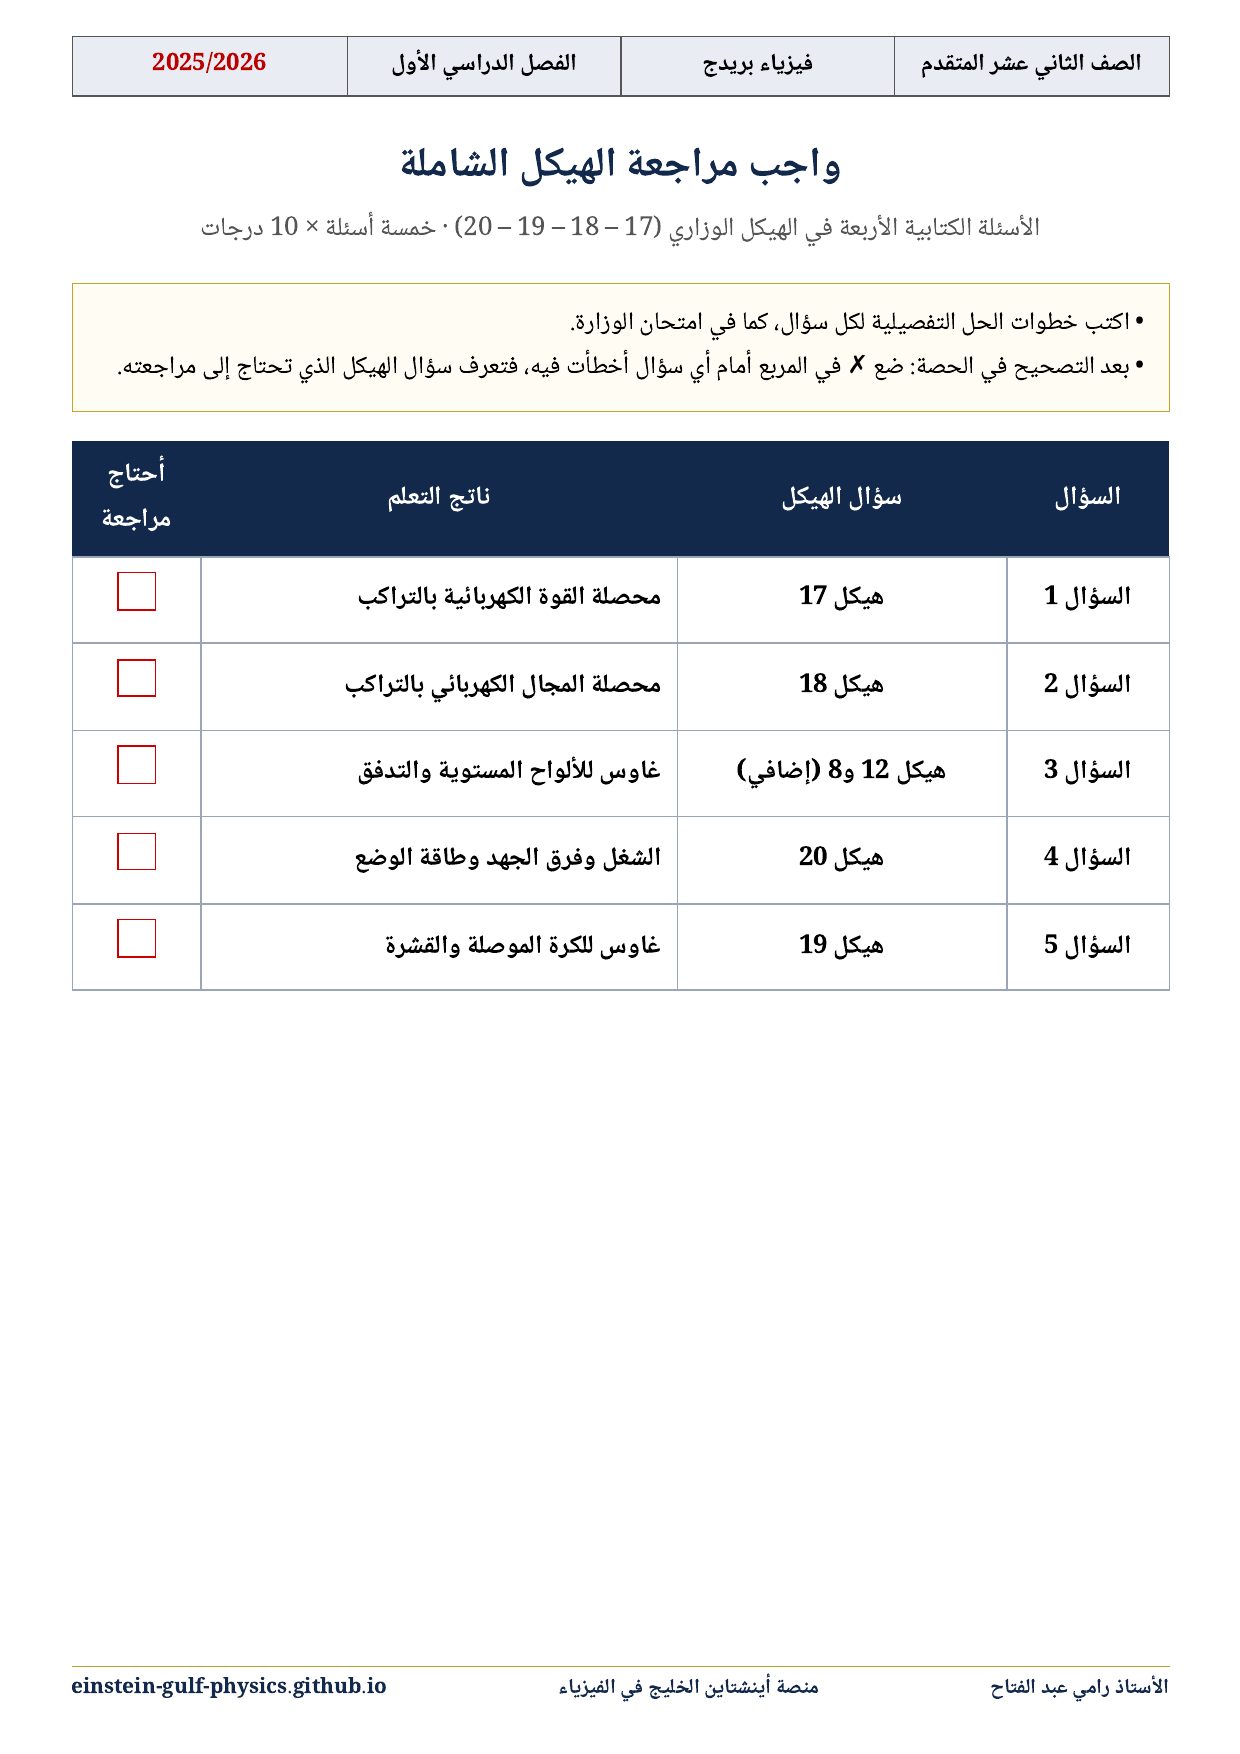 الصف الثاني عشر المتقدم
فيزياء بريدج
الفصل الدراسي الأول
2025/2026
واجب مراجعة الهيكل الشاملة
الأسئلة الكتابية الأربعة في الهيكل الوزاري (17 – 18 – 19 – 20) · خمسة أسئلة × 10 درجات
• اكتب خطوات الحل التفصيلية لكل سؤال، كما في امتحان الوزارة.
• بعد التصحيح في الحصة: ضع ✗ في المربع أمام أي سؤال أخطأت فيه، فتعرف سؤال الهيكل الذي تحتاج إلى مراجعته.
السؤال
سؤال الهيكل
ناتج التعلم
أحتاج
مراجعة
السؤال 1
هيكل 17
محصلة القوة الكهربائية بالتراكب
السؤال 2
هيكل 18
محصلة المجال الكهربائي بالتراكب
السؤال 3
هيكل 12 و8 (إضافي)
غاوس للألواح المستوية والتدفق
السؤال 4
هيكل 20
الشغل وفرق الجهد وطاقة الوضع
السؤال 5
هيكل 19
غاوس للكرة الموصلة والقشرة
الأستاذ رامي عبد الفتاح
منصة أينشتاين الخليج في الفيزياء
einstein-gulf-physics.github.io